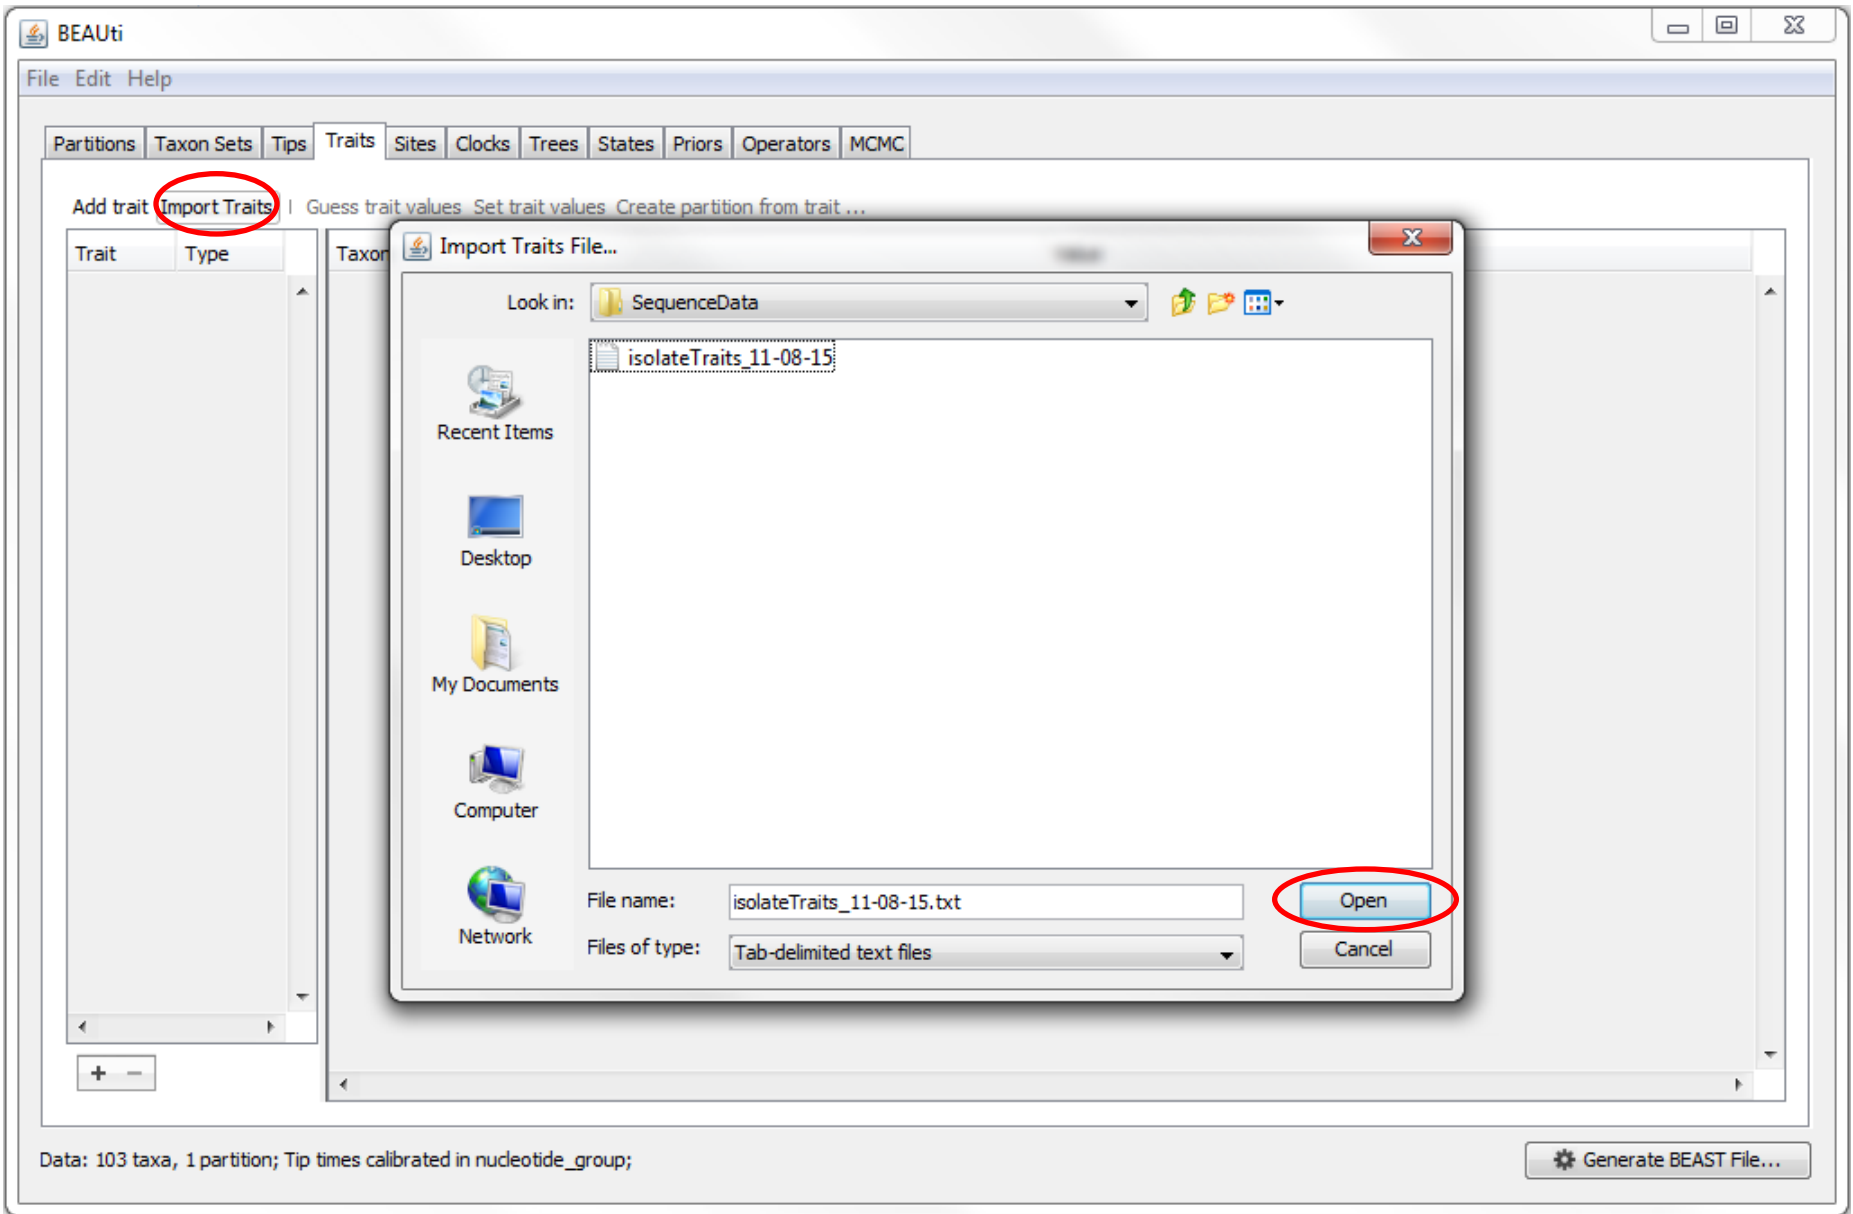 BEAUti
File Edit Help
Partitions Taxon Sets Tips Traits Sites Clocks Trees States Priors Operators MCMC
Add trait Import Traits | Guess trait values Set trait values Create partition from trait ...
Trait Type Taxon
Import Traits File...
Look in: SequenceData
isolateTraits_11-08-15
Recent Items
Desktop
My Documents
Computer
Network
File name: isolateTraits_11-08-15.txt Open
Files of type: Tab-delimited text files Cancel
+ −
Data: 103 taxa, 1 partition; Tip times calibrated in nucleotide_group;
Generate BEAST File...